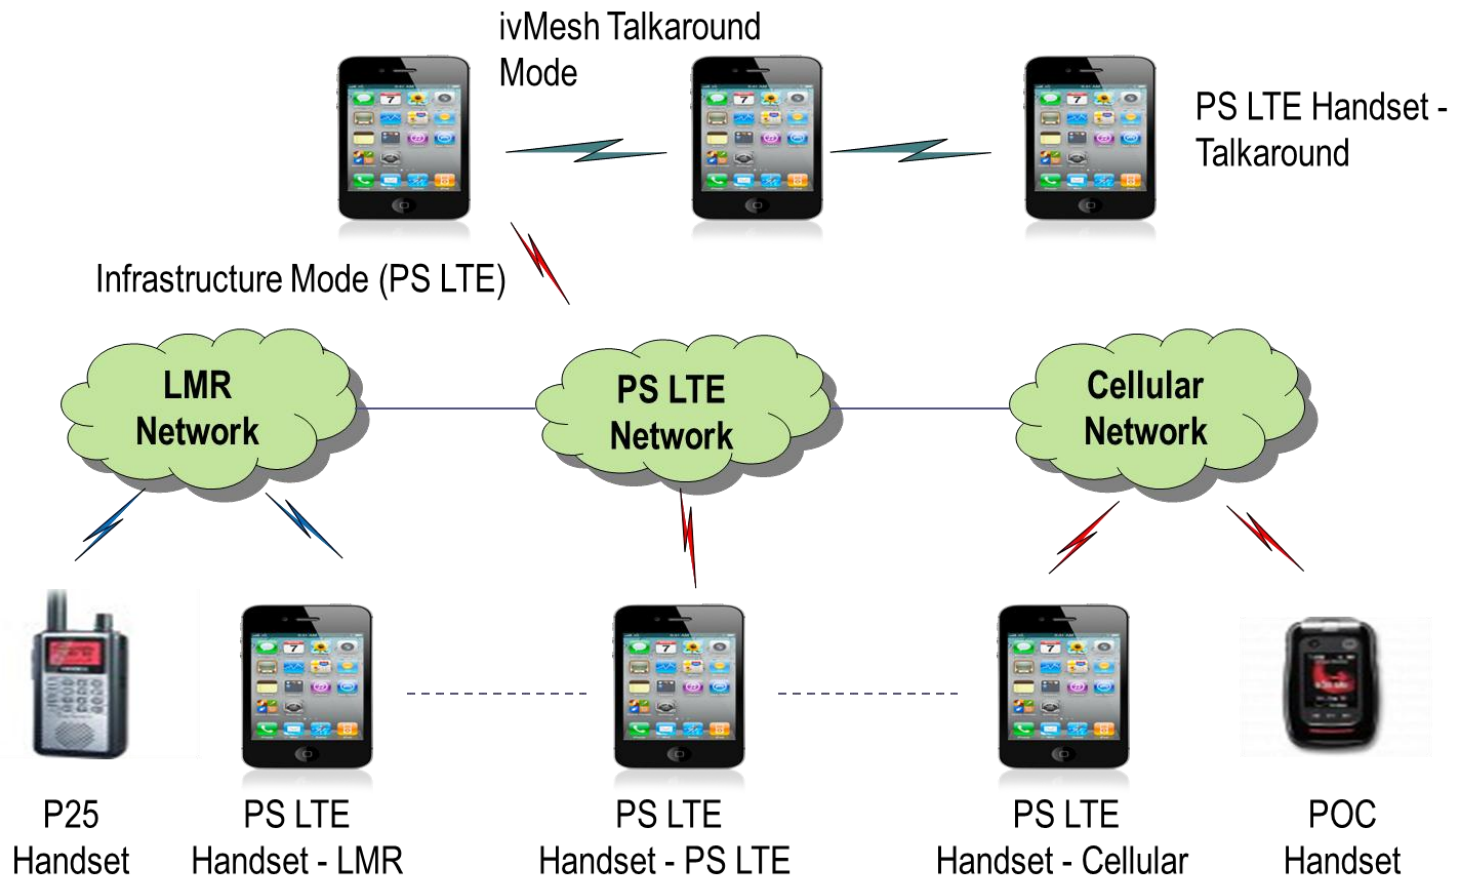 ivMesh Talkaround
Mode
PS LTE Handset -
Talkaround
Infrastructure Mode (PS LTE)
LMR
Network
PS LTE
Network
Cellular
Network
P25
Handset
PS LTE
Handset - LMR
PS LTE
Handset - PS LTE
PS LTE
Handset - Cellular
POC
Handset